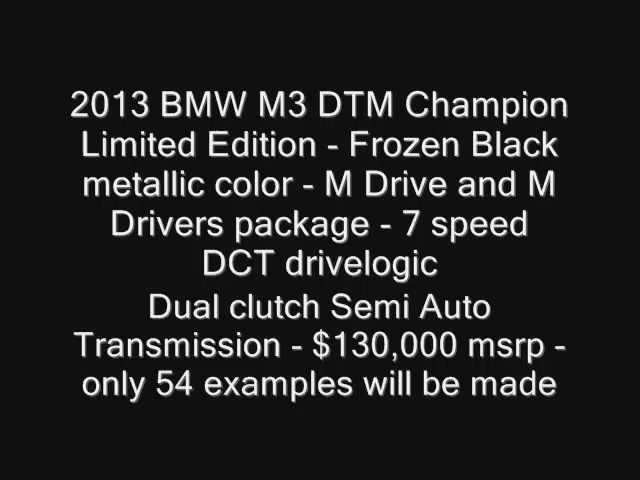 2013 BMW M3 DTM Champion
Limited Edition - Frozen Black
metallic color - M Drive and M
Drivers package - 7 speed
DCT drivelogic
Dual clutch Semi Auto
Transmission - $130,000 msrp -
only 54 examples will be made